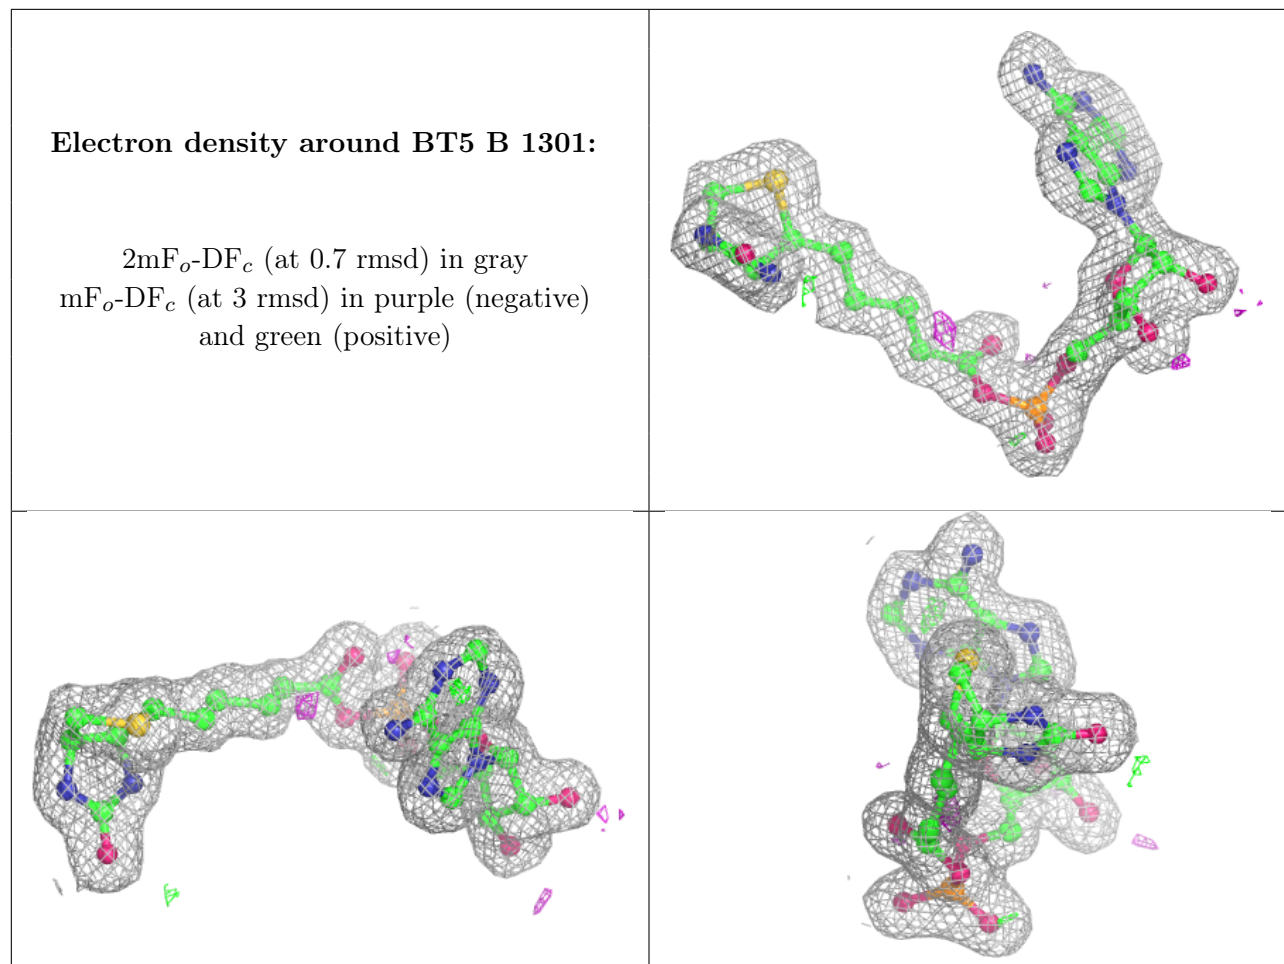 Electron density around BT5 B 1301:
2mFₒ-DF𝒸 (at 0.7 rmsd) in gray
mFₒ-DF𝒸 (at 3 rmsd) in purple (negative)
and green (positive)